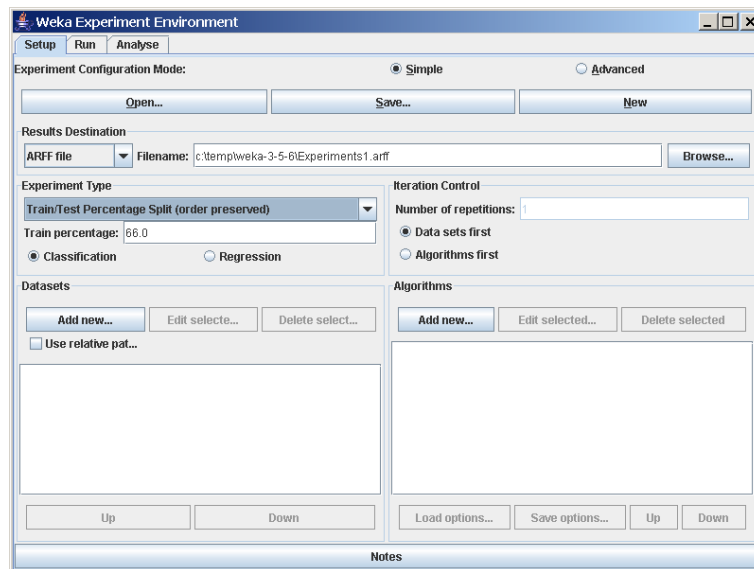 Weka Experiment Environment
Setup Run Analyse
Experiment Configuration Mode: Simple Advanced
Open... Save... New
Results Destination
ARFF file Filename: c:\temp\weka-3-5-6\Experiments1.arff Browse...
Experiment Type
Train/Test Percentage Split (order preserved)
Train percentage: 66.0
Classification Regression
Iteration Control
Number of repetitions: 1
Data sets first
Algorithms first
Datasets
Add new... Edit selecte... Delete select...
Use relative pat...
Up Down
Algorithms
Add new... Edit selected... Delete selected
Load options... Save options... Up Down
Notes